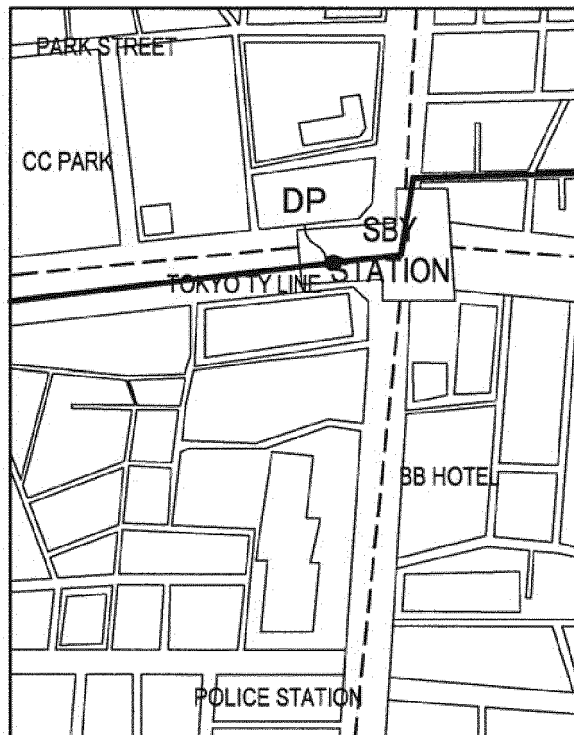 PARK STREET
CC PARK
DP
SBY
STATION
TOKYO TY LINE
BB HOTEL
POLICE STATION